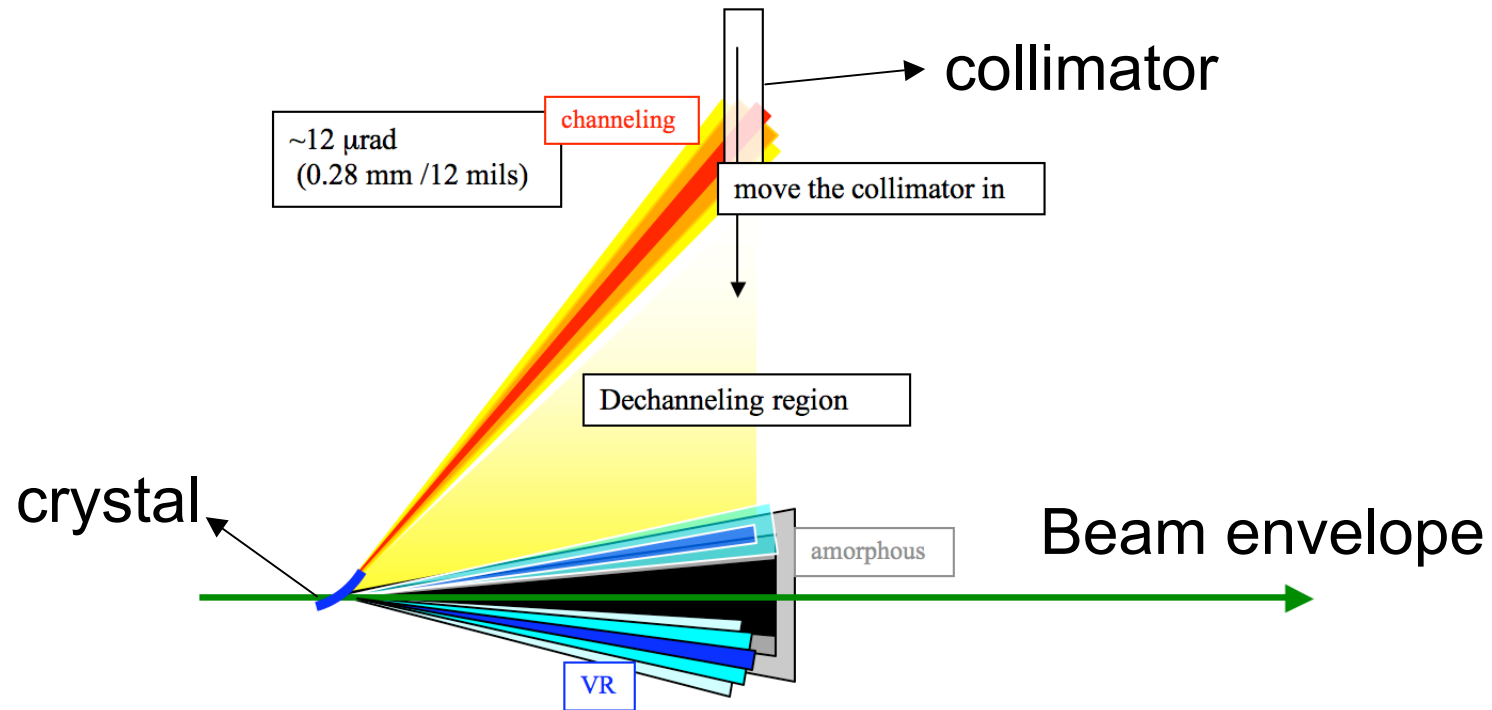 collimator
channeling
~12 μrad
(0.28 mm /12 mils)
move the collimator in
Dechanneling region
crystal
Beam envelope
amorphous
VR